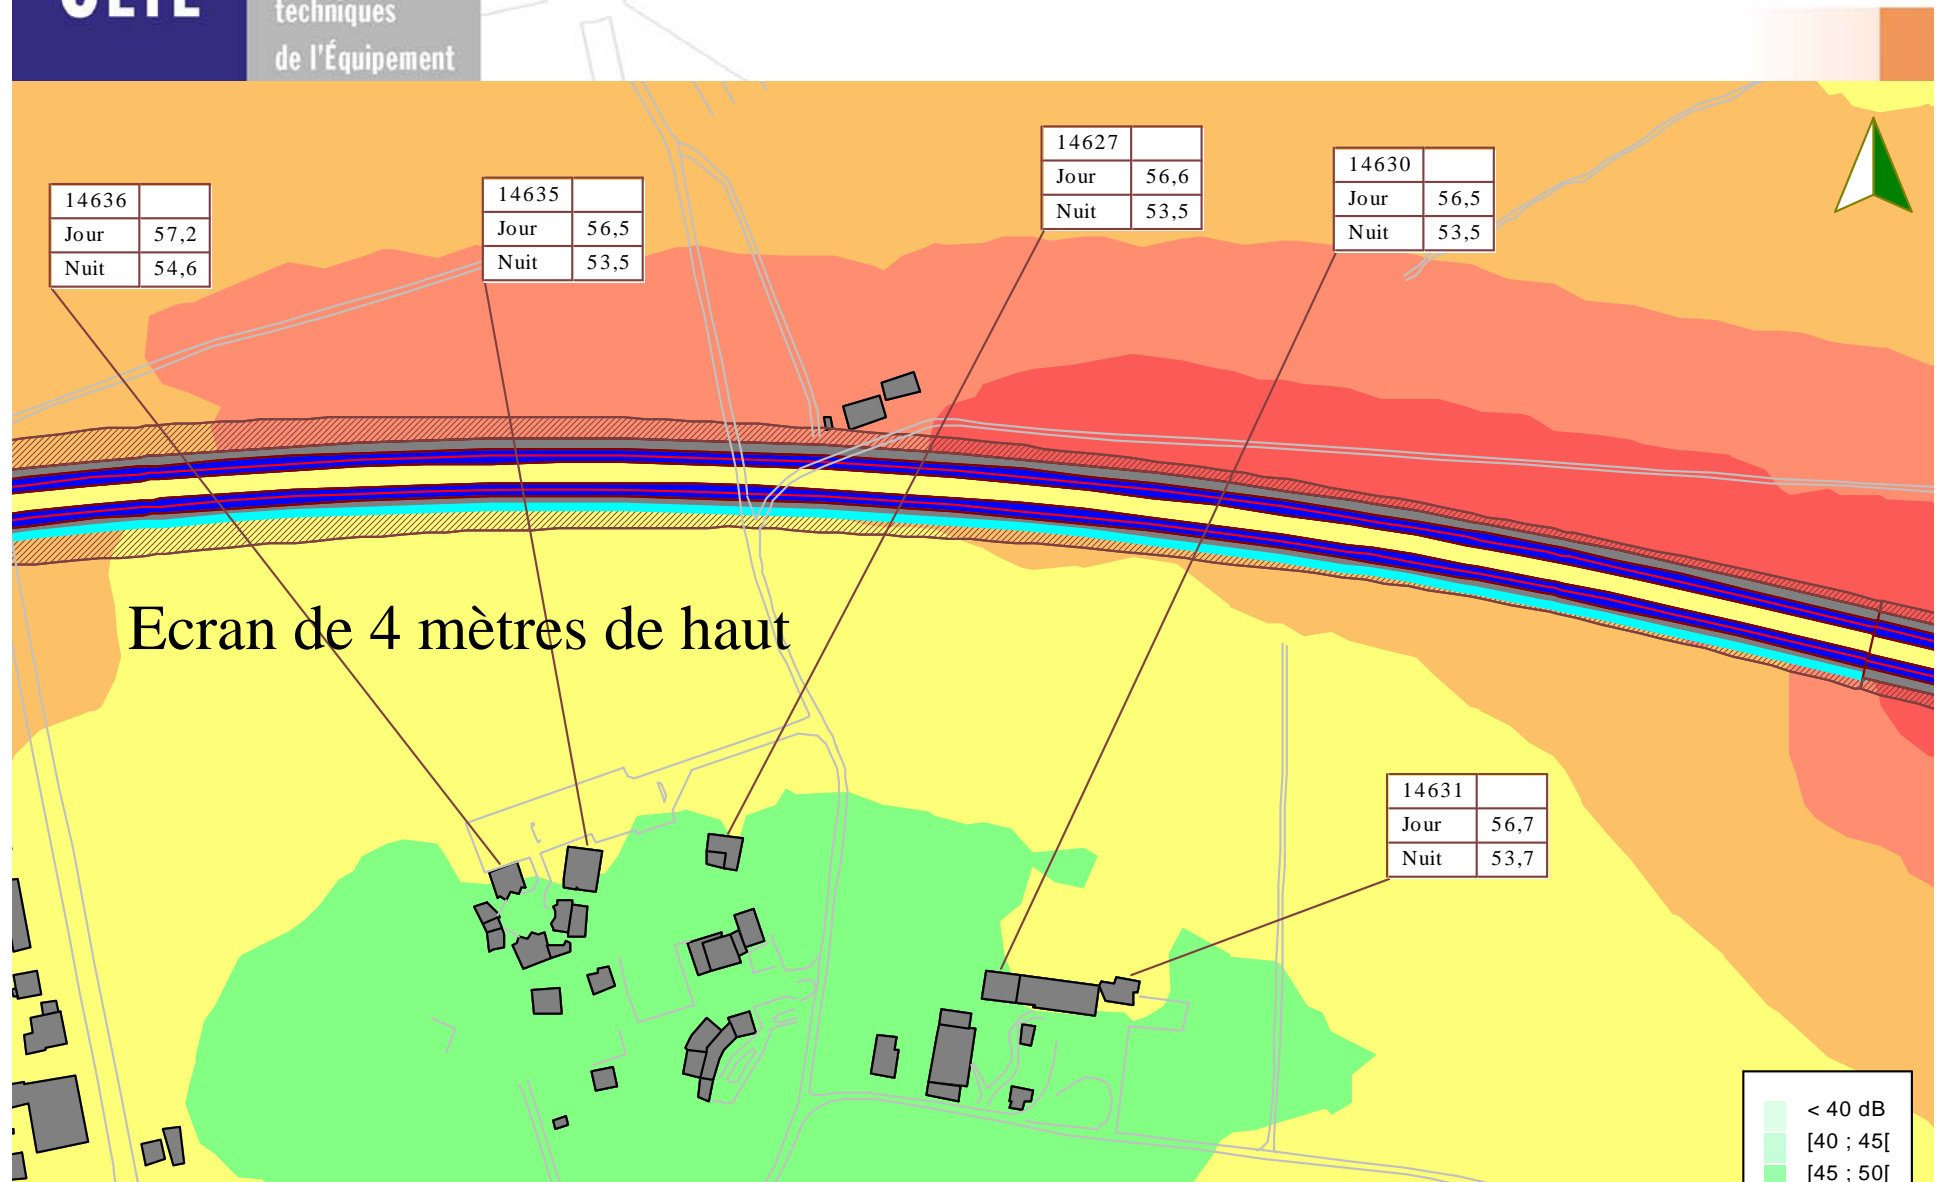 techniques
de l'Équipement
14636
Jour 57,2
Nuit 54,6
14635
Jour 56,5
Nuit 53,5
14627
Jour 56,6
Nuit 53,5
14630
Jour 56,5
Nuit 53,5
Ecran de 4 mètres de haut
14631
Jour 56,7
Nuit 53,7
< 40 dB
[40 ; 45[
[45 ; 50[